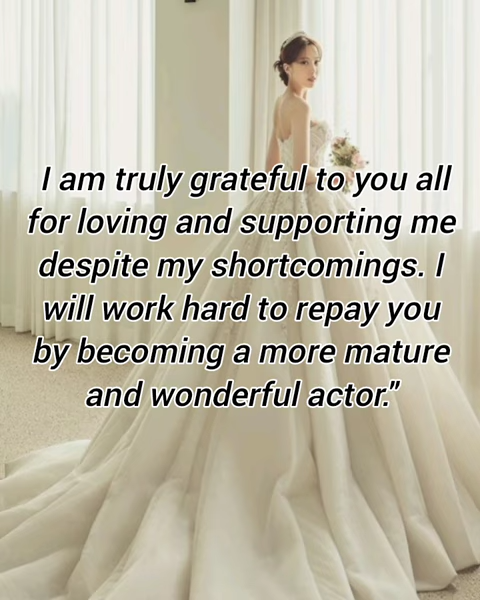 I am truly grateful to you all
for loving and supporting me
despite my shortcomings. I
will work hard to repay you
by becoming a more mature
and wonderful actor.”